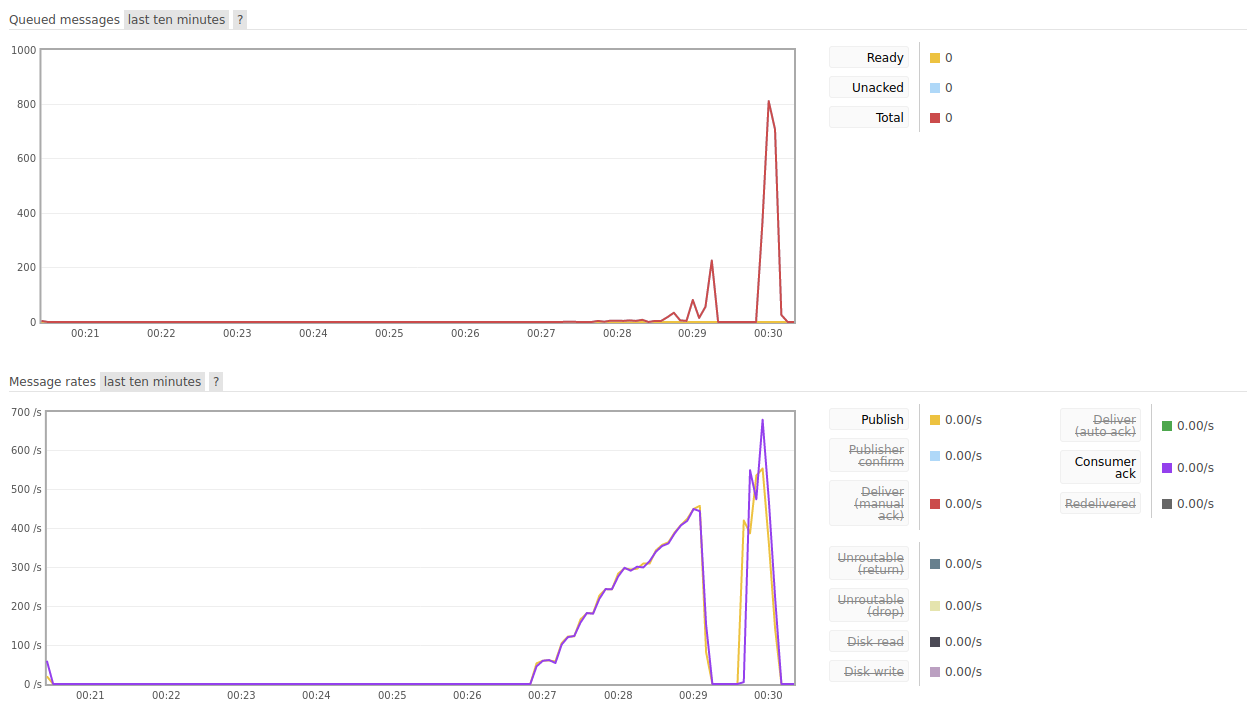 Queued messages last ten minutes ?
1000
800
600
400
200
0
00:21 00:22 00:23 00:24 00:25 00:26 00:27 00:28 00:29 00:30
Ready 0
Unacked 0
Total 0
Message rates last ten minutes ?
700 /s
600 /s
500 /s
400 /s
300 /s
200 /s
100 /s
0 /s
00:21 00:22 00:23 00:24 00:25 00:26 00:27 00:28 00:29 00:30
Publish 0.00/s
Publisher
confirm 0.00/s
Deliver
(manual
ack) 0.00/s
Unroutable
(return) 0.00/s
Unroutable
(drop) 0.00/s
Disk read 0.00/s
Disk write 0.00/s
Deliver
(auto ack) 0.00/s
Consumer
ack 0.00/s
Redelivered 0.00/s